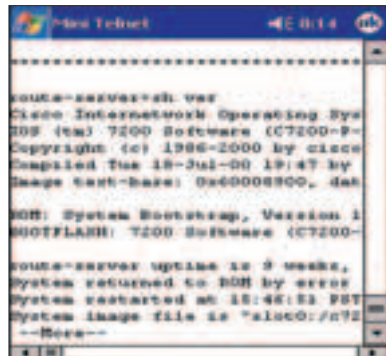 Mini Telnet 8:14 ok
********************************
route-server>sh ver
Cisco Internetwork Operating Sys
IOS (tm) 7200 Software (C7200-P-
Copyright (c) 1986-2000 by cisco
Compiled Tue 18-Jul-00 19:47 by
Image text-base: 0x60008900, dat
ROM: System Bootstrap, Version 1
BOOTFLASH: 7200 Software (C7200-
route-server uptime is 9 weeks,
System returned to ROM by error
System restarted at 15:46:53 PST
System image file is "slot0:/c72
--More--